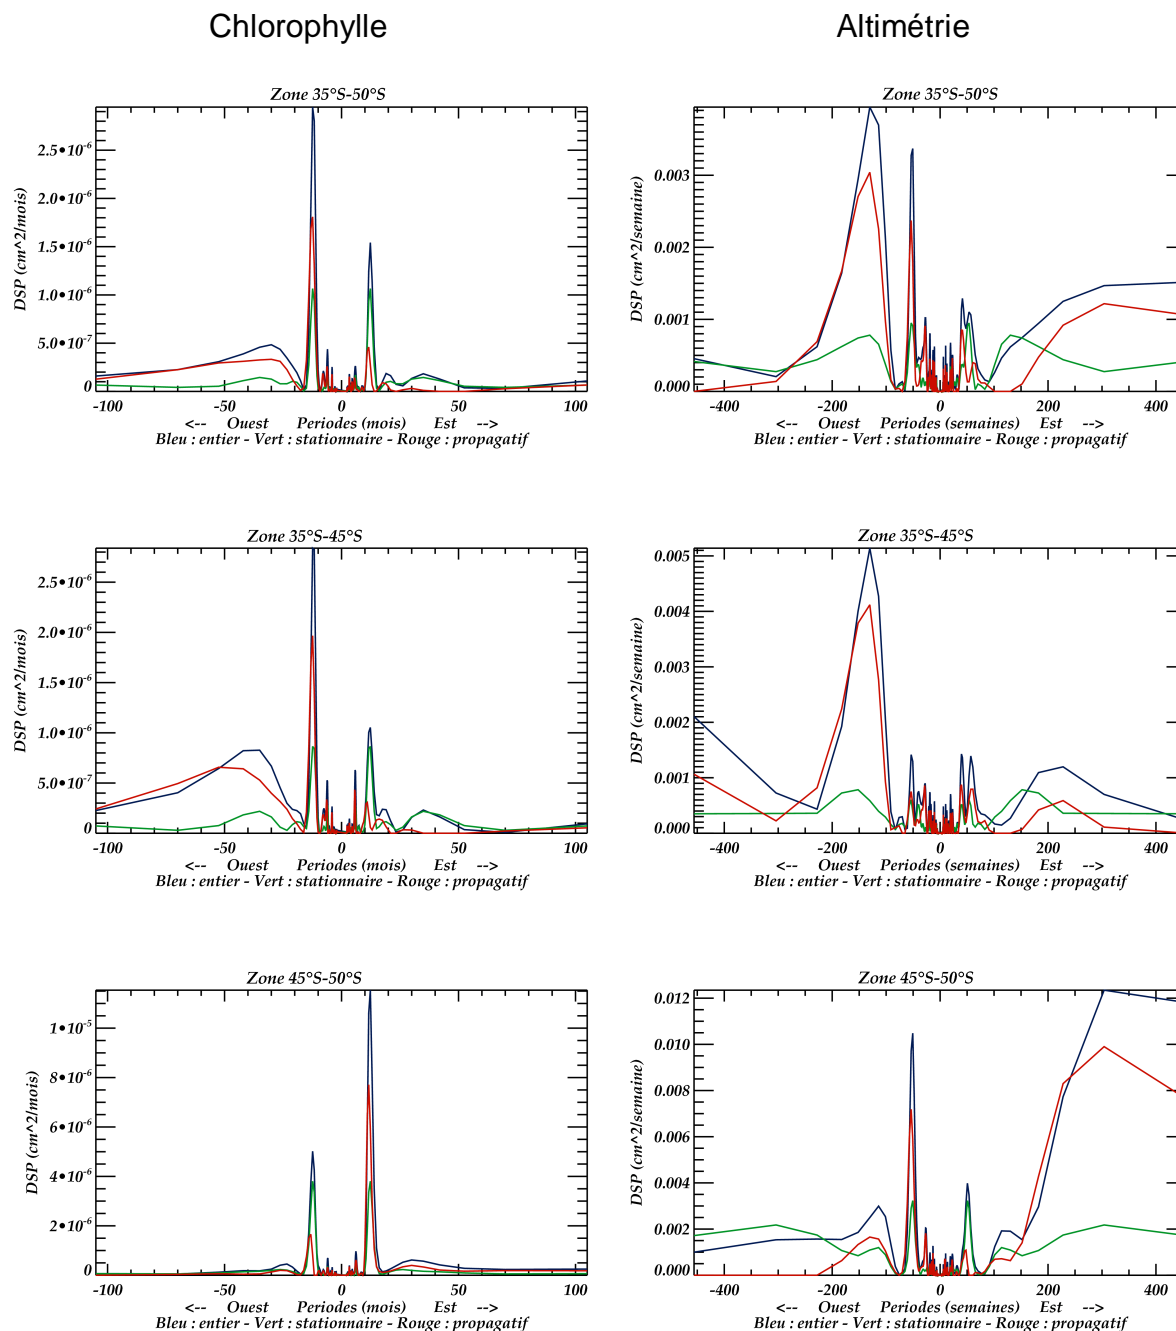 Chlorophylle
Altimétrie
Zone 35°S-50°S
DSP (cm^2/mois)
2.5•10-6
2.0•10-6
1.5•10-6
1.0•10-6
5.0•10-7
0
-100 -50 0 50 100
<-- Ouest Periodes (mois) Est -->
Bleu : entier - Vert : stationnaire - Rouge : propagatif
Zone 35°S-50°S
DSP (cm^2/semaine)
0.003
0.002
0.001
0.000
-400 -200 0 200 400
<-- Ouest Periodes (semaines) Est -->
Bleu : entier - Vert : stationnaire - Rouge : propagatif
Zone 35°S-45°S
DSP (cm^2/mois)
2.5•10-6
2.0•10-6
1.5•10-6
1.0•10-6
5.0•10-7
0
-100 -50 0 50 100
<-- Ouest Periodes (mois) Est -->
Bleu : entier - Vert : stationnaire - Rouge : propagatif
Zone 35°S-45°S
DSP (cm^2/semaine)
0.005
0.004
0.003
0.002
0.001
0.000
-400 -200 0 200 400
<-- Ouest Periodes (semaines) Est -->
Bleu : entier - Vert : stationnaire - Rouge : propagatif
Zone 45°S-50°S
DSP (cm^2/mois)
1•10-5
8•10-6
6•10-6
4•10-6
2•10-6
0
-100 -50 0 50 100
<-- Ouest Periodes (mois) Est -->
Bleu : entier - Vert : stationnaire - Rouge : propagatif
Zone 45°S-50°S
DSP (cm^2/semaine)
0.012
0.010
0.008
0.006
0.004
0.002
0.000
-400 -200 0 200 400
<-- Ouest Periodes (semaines) Est -->
Bleu : entier - Vert : stationnaire - Rouge : propagatif